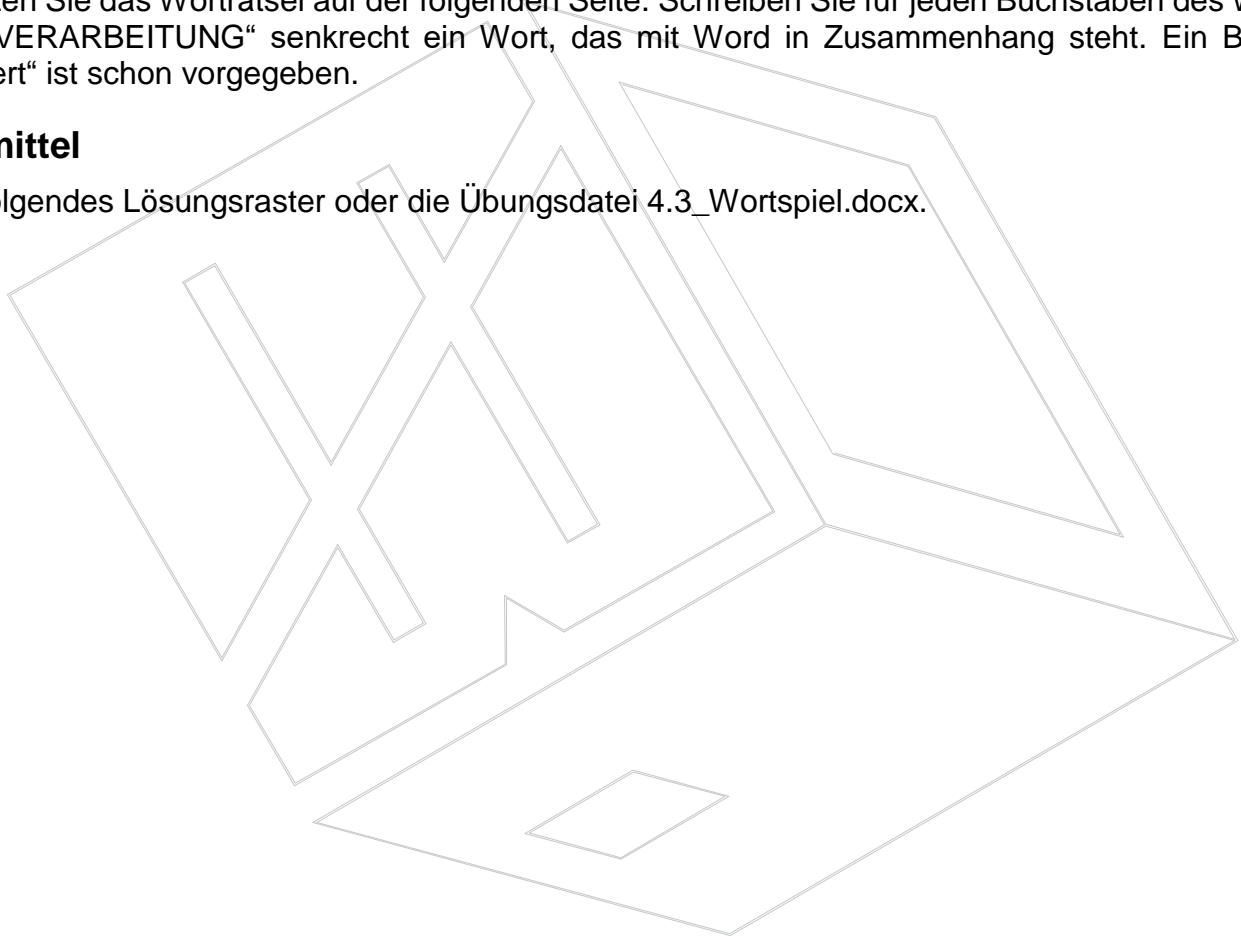 ten Sie das Worträtsel auf der folgenden Seite. Schreiben Sie für jeden Buchstaben des
VERARBEITUNG“ senkrecht ein Wort, das mit Word in Zusammenhang steht. Ein B
ert“ ist schon vorgegeben.
mittel
olgendes Lösungsraster oder die Übungsdatei 4.3_Wortspiel.docx.